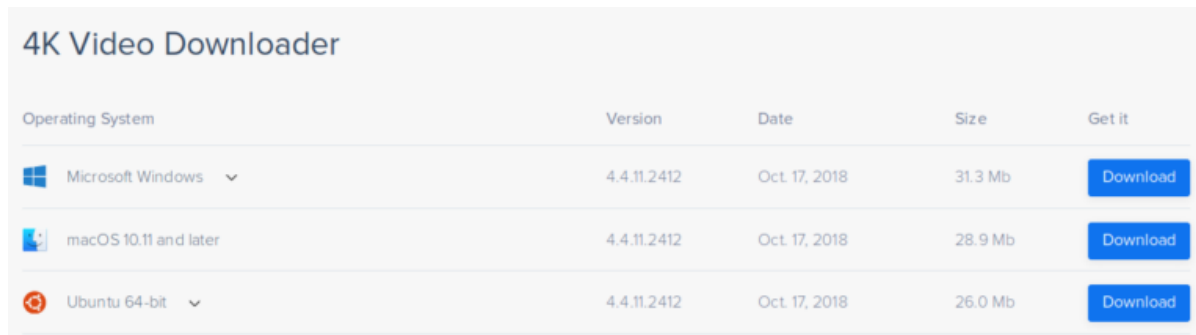 4K Video Downloader
Operating System Version Date Size Get it
Microsoft Windows 4.4.11.2412 Oct. 17, 2018 31.3 Mb Download
macOS 10.11 and later 4.4.11.2412 Oct. 17, 2018 28.9 Mb Download
Ubuntu 64-bit 4.4.11.2412 Oct. 17, 2018 26.0 Mb Download